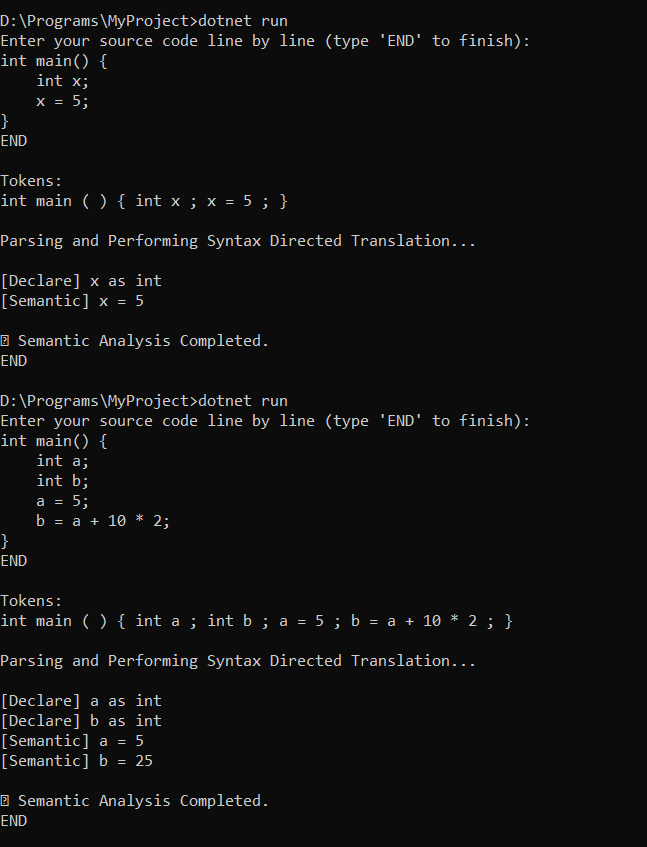 D:\Programs\MyProject>dotnet run
Enter your source code line by line (type 'END' to finish):
int main() {
    int x;
    x = 5;
}
END

Tokens:
int main ( ) { int x ; x = 5 ; }

Parsing and Performing Syntax Directed Translation...

[Declare] x as int
[Semantic] x = 5

⍰ Semantic Analysis Completed.
END

D:\Programs\MyProject>dotnet run
Enter your source code line by line (type 'END' to finish):
int main() {
    int a;
    int b;
    a = 5;
    b = a + 10 * 2;
}
END

Tokens:
int main ( ) { int a ; int b ; a = 5 ; b = a + 10 * 2 ; }

Parsing and Performing Syntax Directed Translation...

[Declare] a as int
[Declare] b as int
[Semantic] a = 5
[Semantic] b = 25

⍰ Semantic Analysis Completed.
END